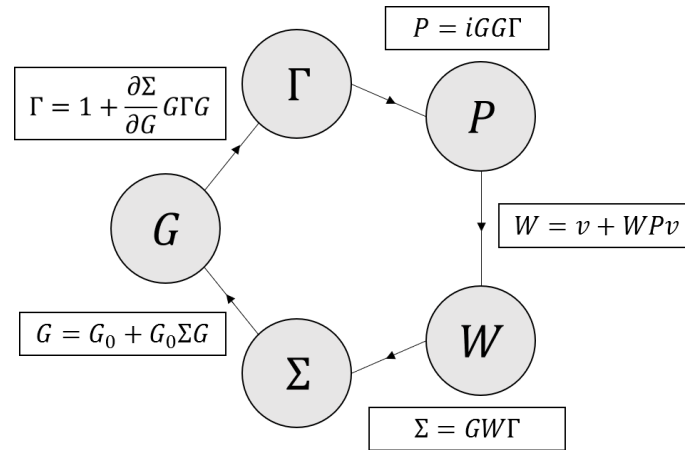 P = iGGΓ
Γ = 1 + ∂Σ/∂G GΓG
Γ
P
G
W = v + WPv
G = G₀ + G₀ΣG
Σ
W
Σ = GWΓ